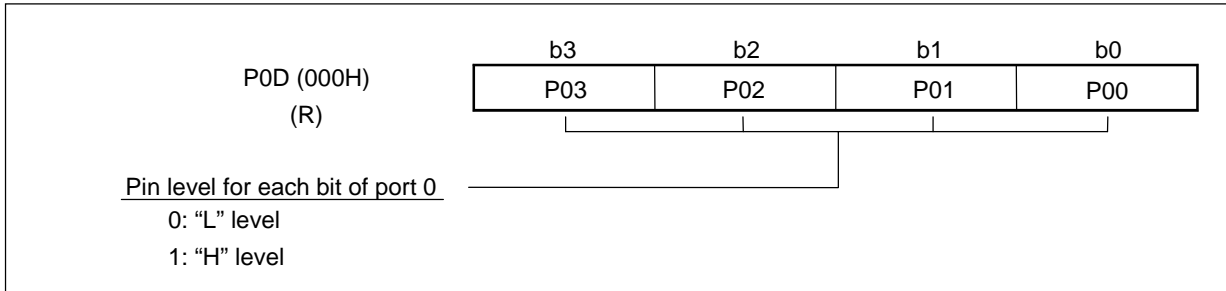 b3 b2 b1 b0
P0D (000H) P03 P02 P01 P00
(R)
Pin level for each bit of port 0
0: “L” level
1: “H” level